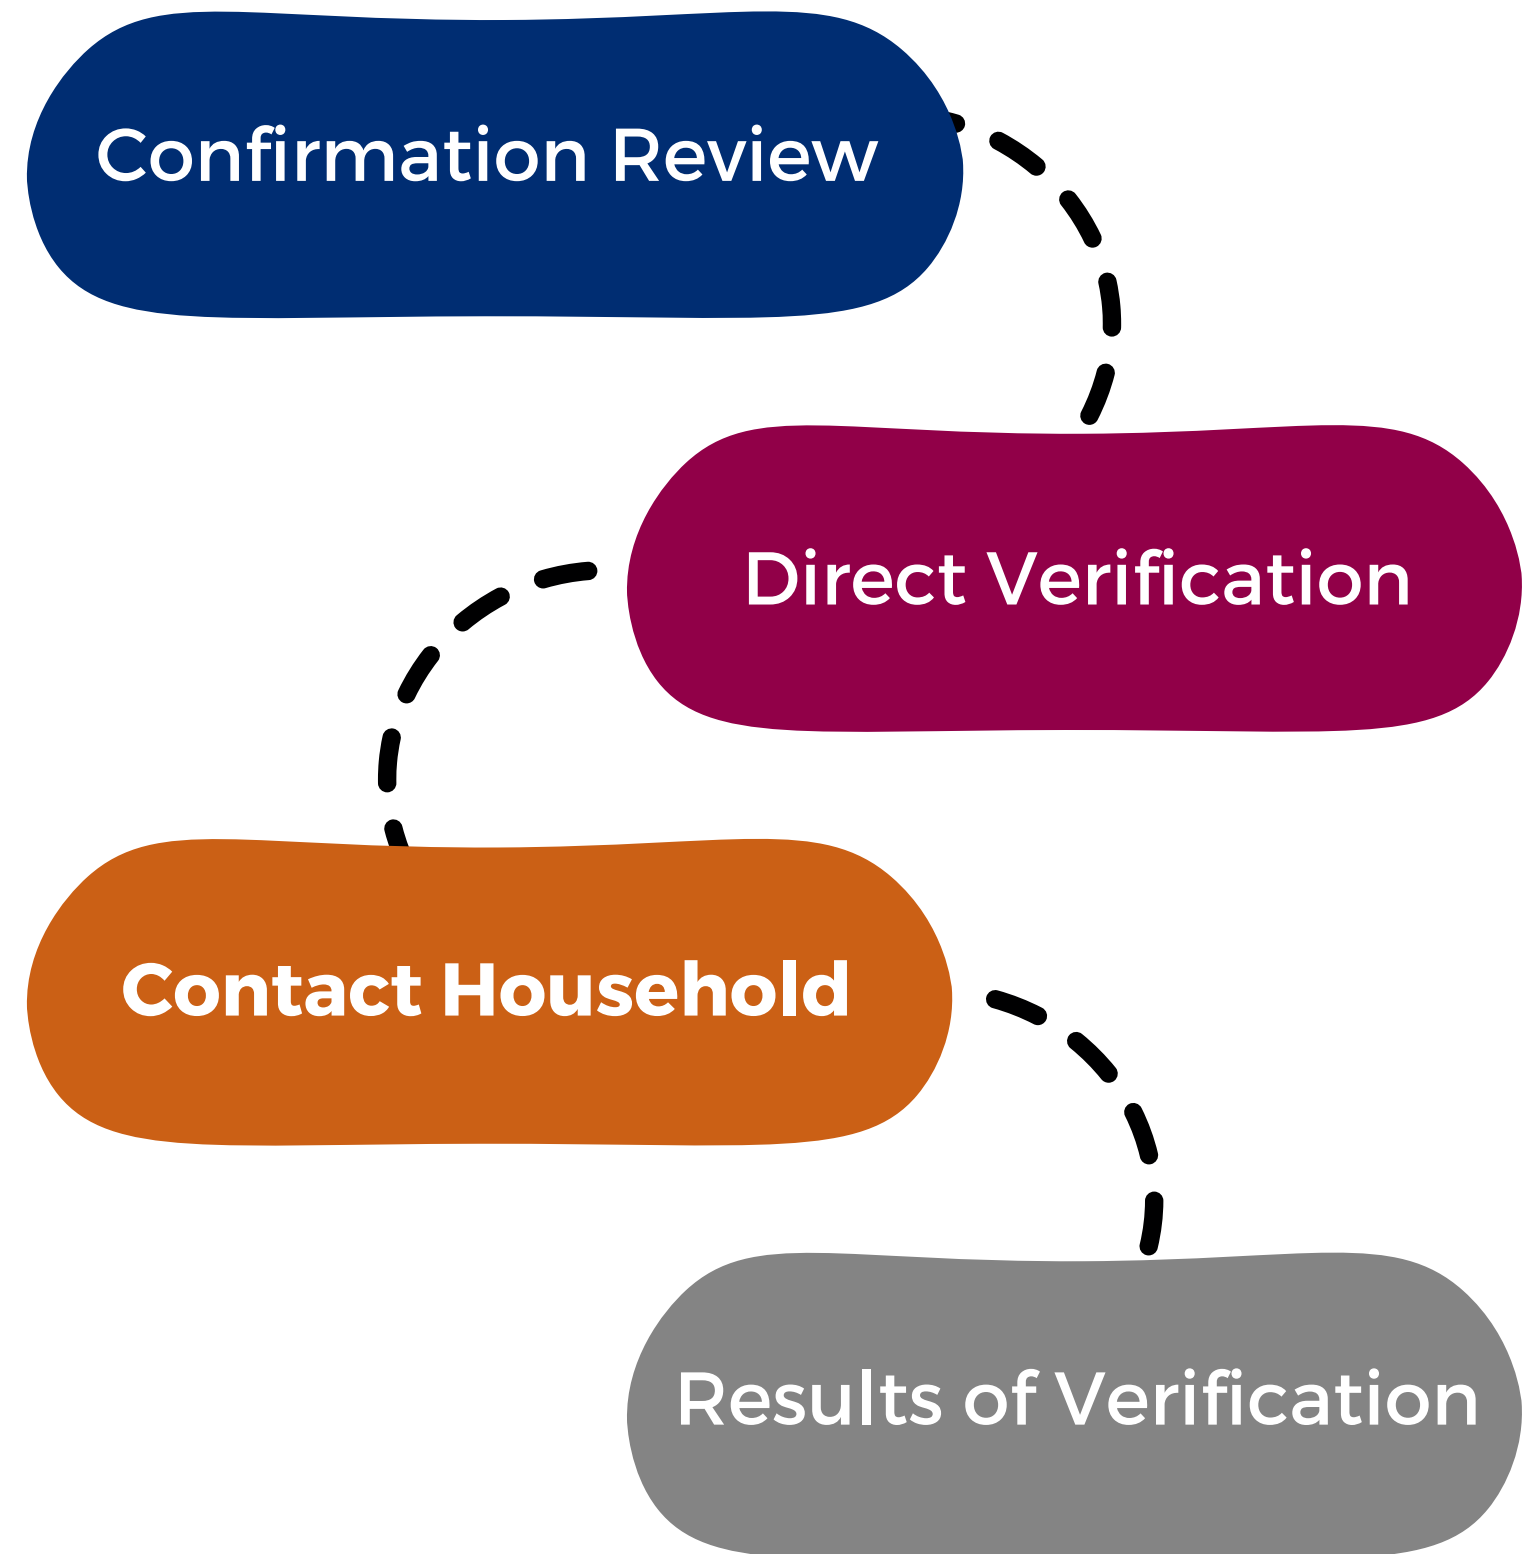 Confirmation Review
Direct Verification
Contact Household
Results of Verification